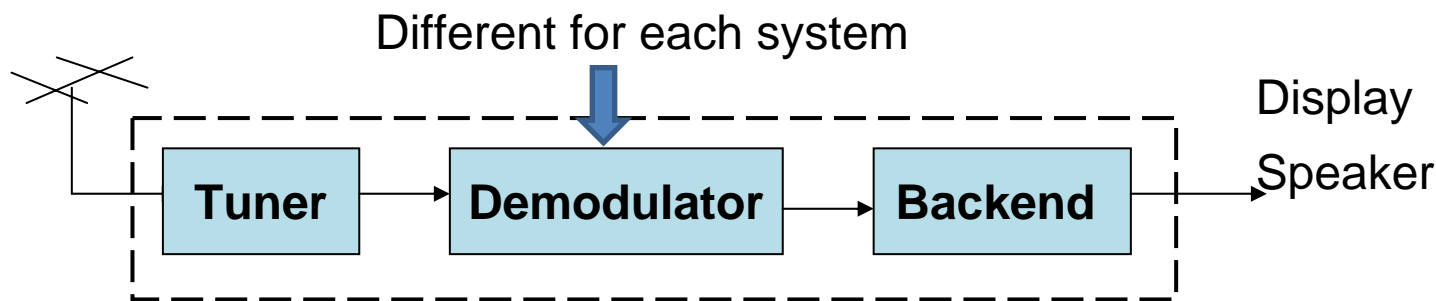 Different for each system
Display
Speaker
Tuner
Demodulator
Backend